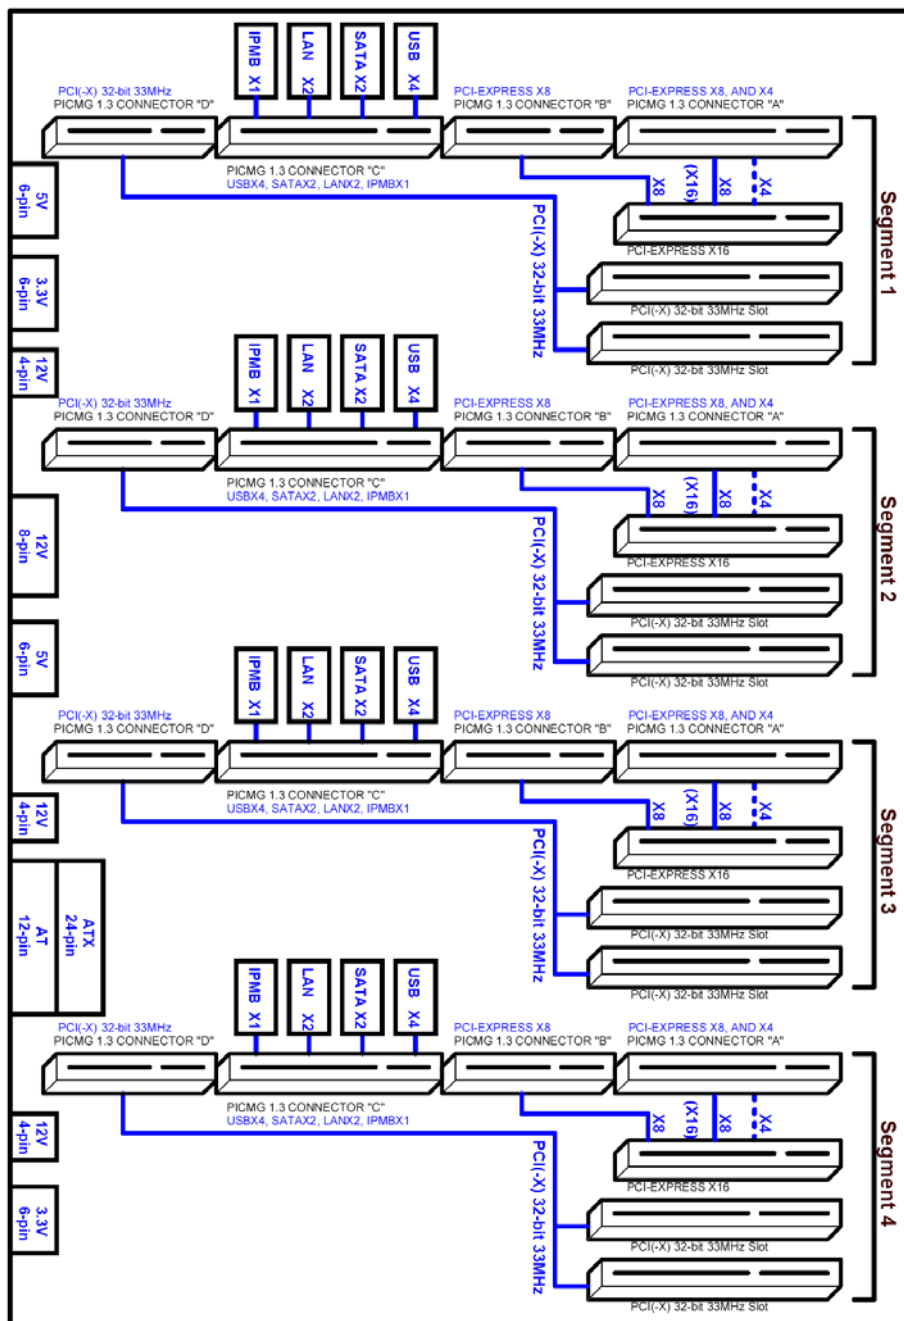 IPMB X1
LAN X2
SATA X2
USB X4
PCI(-X) 32-bit 33MHz
PICMG 1.3 CONNECTOR "D"
PCI-EXPRESS X8
PICMG 1.3 CONNECTOR "B"
PCI-EXPRESS X8, AND X4
PICMG 1.3 CONNECTOR "A"
PICMG 1.3 CONNECTOR "C"
USBX4, SATAX2, LANX2, IPMBX1
X8
(X16)
X8
X4
PCI-EXPRESS X16
PCI(-X) 32-bit 33MHz
PCI(-X) 32-bit 33MHz Slot
PCI(-X) 32-bit 33MHz Slot
Segment 1
5V
6-pin
3.3V
6-pin
12V
4-pin
IPMB X1
LAN X2
SATA X2
USB X4
PCI(-X) 32-bit 33MHz
PICMG 1.3 CONNECTOR "D"
PCI-EXPRESS X8
PICMG 1.3 CONNECTOR "B"
PCI-EXPRESS X8, AND X4
PICMG 1.3 CONNECTOR "A"
PICMG 1.3 CONNECTOR "C"
USBX4, SATAX2, LANX2, IPMBX1
X8
(X16)
X8
X4
PCI-EXPRESS X16
PCI(-X) 32-bit 33MHz
PCI(-X) 32-bit 33MHz Slot
PCI(-X) 32-bit 33MHz Slot
Segment 2
12V
8-pin
5V
6-pin
IPMB X1
LAN X2
SATA X2
USB X4
PCI(-X) 32-bit 33MHz
PICMG 1.3 CONNECTOR "D"
PCI-EXPRESS X8
PICMG 1.3 CONNECTOR "B"
PCI-EXPRESS X8, AND X4
PICMG 1.3 CONNECTOR "A"
PICMG 1.3 CONNECTOR "C"
USBX4, SATAX2, LANX2, IPMBX1
X8
(X16)
X8
X4
PCI-EXPRESS X16
PCI(-X) 32-bit 33MHz
PCI(-X) 32-bit 33MHz Slot
PCI(-X) 32-bit 33MHz Slot
Segment 3
12V
4-pin
ATX
24-pin
AT
12-pin
IPMB X1
LAN X2
SATA X2
USB X4
PCI(-X) 32-bit 33MHz
PICMG 1.3 CONNECTOR "D"
PCI-EXPRESS X8
PICMG 1.3 CONNECTOR "B"
PCI-EXPRESS X8, AND X4
PICMG 1.3 CONNECTOR "A"
PICMG 1.3 CONNECTOR "C"
USBX4, SATAX2, LANX2, IPMBX1
X8
(X16)
X8
X4
PCI-EXPRESS X16
PCI(-X) 32-bit 33MHz
PCI(-X) 32-bit 33MHz Slot
PCI(-X) 32-bit 33MHz Slot
Segment 4
12V
4-pin
3.3V
6-pin